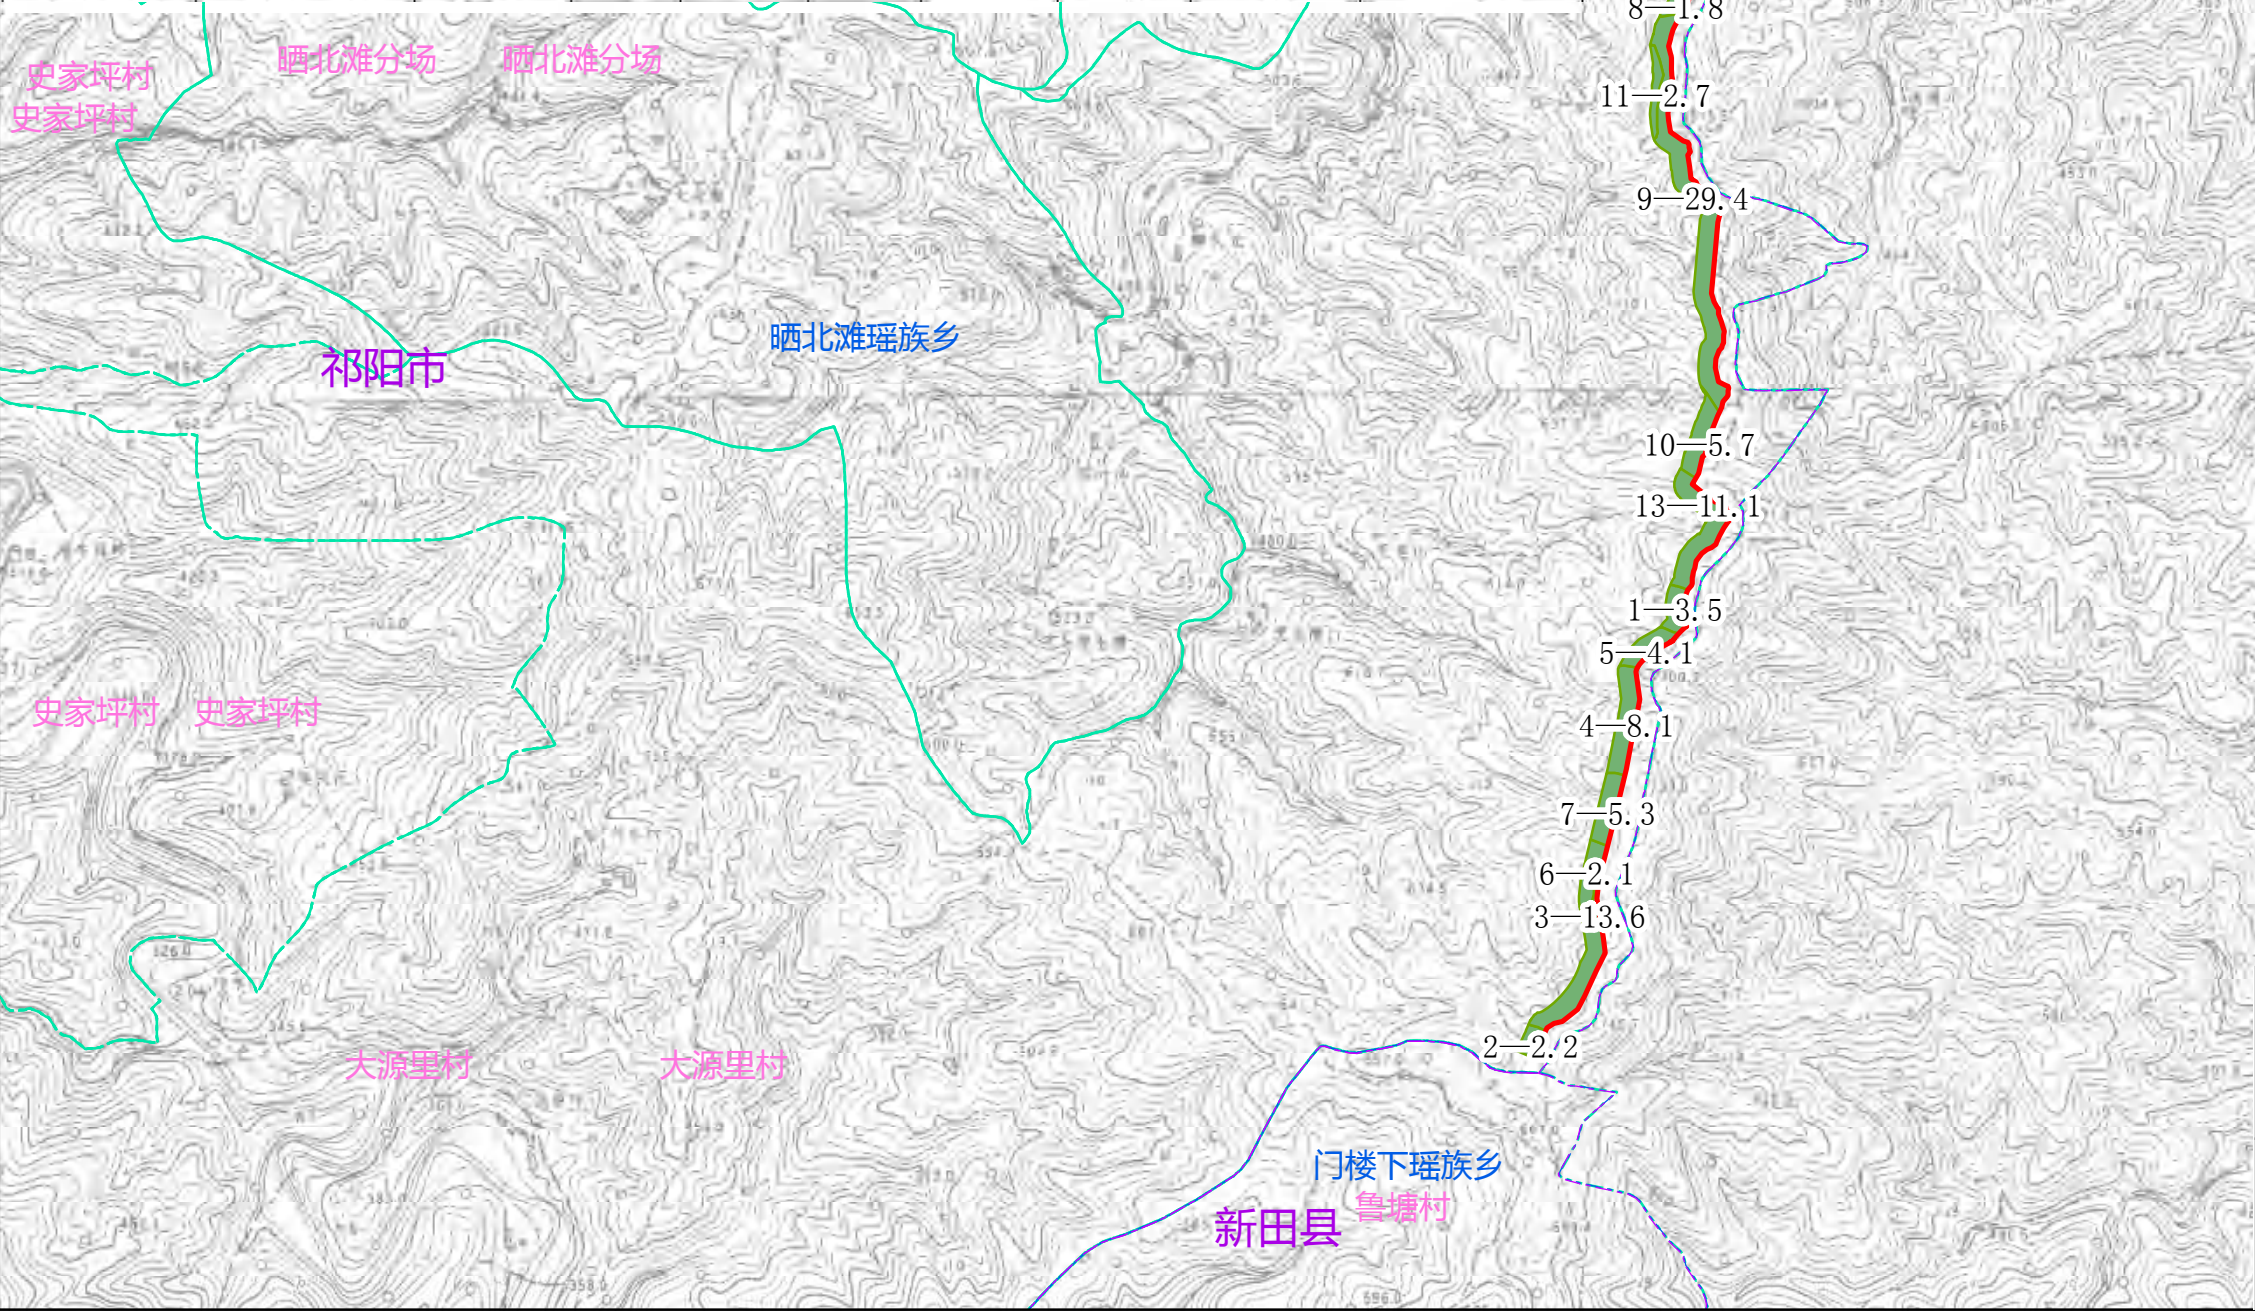 8—1.8
晒北滩分场
晒北滩分场
史家坪村
11—2.7
史家坪村
9—29.4
晒北滩瑶族乡
祁阳市
10—5.7
13—11.1
1—3.5
5—4.1
史家坪村
史家坪村
4—8.1
7—5.3
6—2.1
3—13.6
2—2.2
大源里村
大源里村
门楼下瑶族乡
鲁塘村
新田县